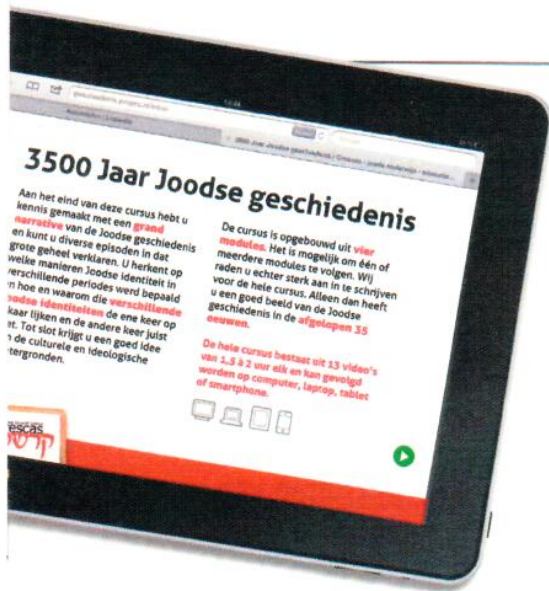 3500 Jaar Joodse geschiedenis
Aan het eind van deze cursus hebt u
kennis gemaakt met een grand
narrative van de Joodse geschiedenis
en kunt u diverse episoden in dat
grote geheel verklaren. U herkent op
welke manieren Joodse identiteit in
verschillende periodes werd bepaald
n hoe en waarom die verschillende
oodse identiteiten de ene keer op
kaar lijken en de andere keer juist
et. Tot slot krijgt u een goed idee
n de culturele en ideologische
tergronden.
De cursus is opgebouwd uit vier
modules. Het is mogelijk om één of
meerdere modules te volgen. Wij
raden u echter sterk aan in te schrijven
voor de hele cursus. Alleen dan heeft
u een goed beeld van de Joodse
geschiedenis in de afgelopen 35
eeuwen.
De hele cursus bestaat uit 13 video's
van 1,5 à 2 uur elk en kan gevolgd
worden op computer, laptop, tablet
of smartphone.
rescas